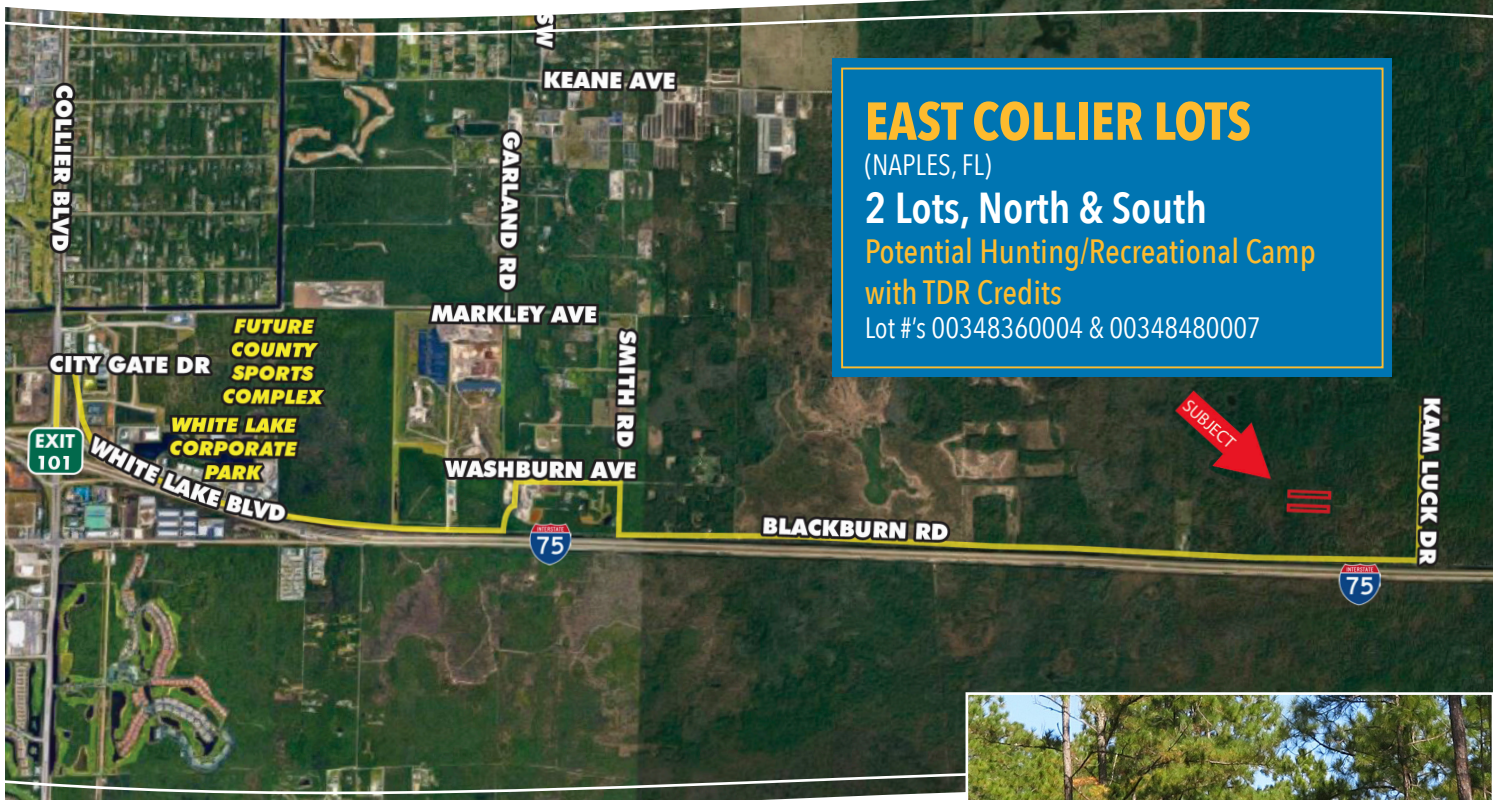 SW
KEANE AVE
COLLIER BLVD
GARLAND RD
EAST COLLIER LOTS
(NAPLES, FL)
2 Lots, North & South
Potential Hunting/Recreational Camp
with TDR Credits
Lot #'s 00348360004 & 00348480007
MARKLEY AVE
FUTURE
COUNTY
SPORTS
COMPLEX
CITY GATE DR
SMITH RD
WHITE LAKE
CORPORATE
PARK
EXIT
101
WHITE LAKE BLVD
WASHBURN AVE
SUBJECT
KAM LUCK DR
BLACKBURN RD
INTERSTATE
75
INTERSTATE
75